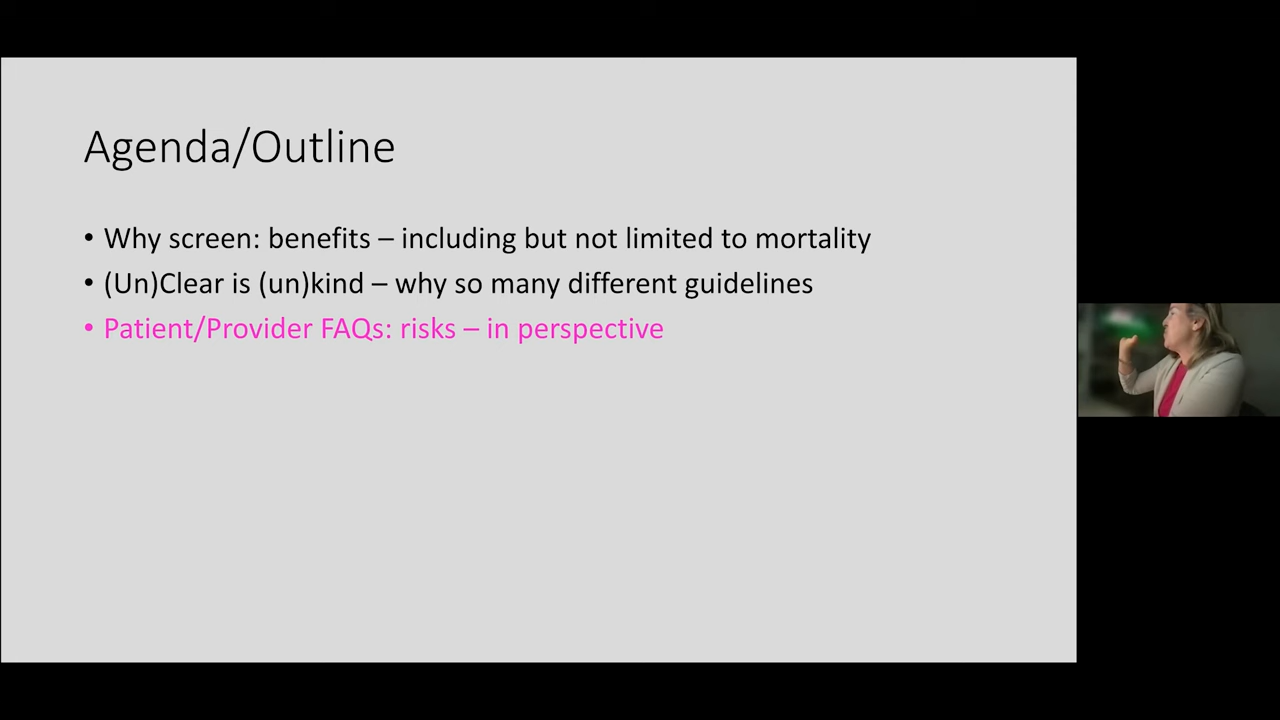 Agenda/Outline
• Why screen: benefits – including but not limited to mortality
• (Un)Clear is (un)kind – why so many different guidelines
• Patient/Provider FAQs: risks – in perspective